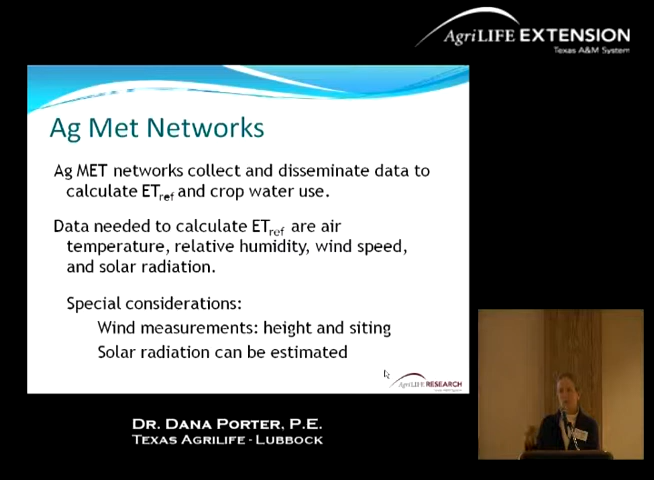 AgriLIFE EXTENSION
Texas A&M System
Ag Met Networks
Ag MET networks collect and disseminate data to
calculate ETref and crop water use.
Data needed to calculate ETref are air
temperature, relative humidity, wind speed,
and solar radiation.
Special considerations:
Wind measurements: height and siting
Solar radiation can be estimated
AgriLIFE RESEARCH
DR. DANA PORTER, P.E.
TEXAS AGRILIFE - LUBBOCK